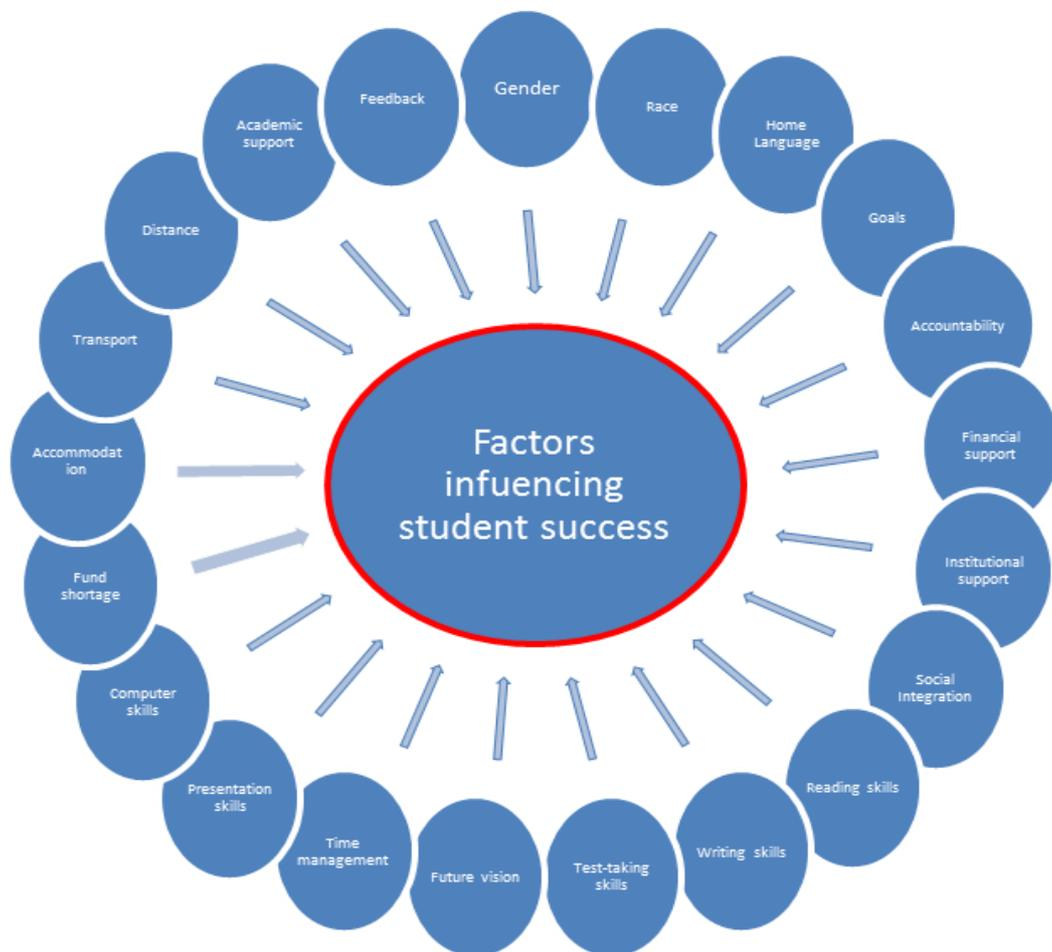 Gender
Race
Home
Language
Goals
Accountability
Financial
support
Institutional
support
Social
Integration
Reading skills
Writing skills
Test-taking
skills
Future vision
Time
management
Presentation
skills
Computer
skills
Fund
shortage
Accommodat
ion
Transport
Distance
Academic
support
Feedback
Factors
infuencing
student success